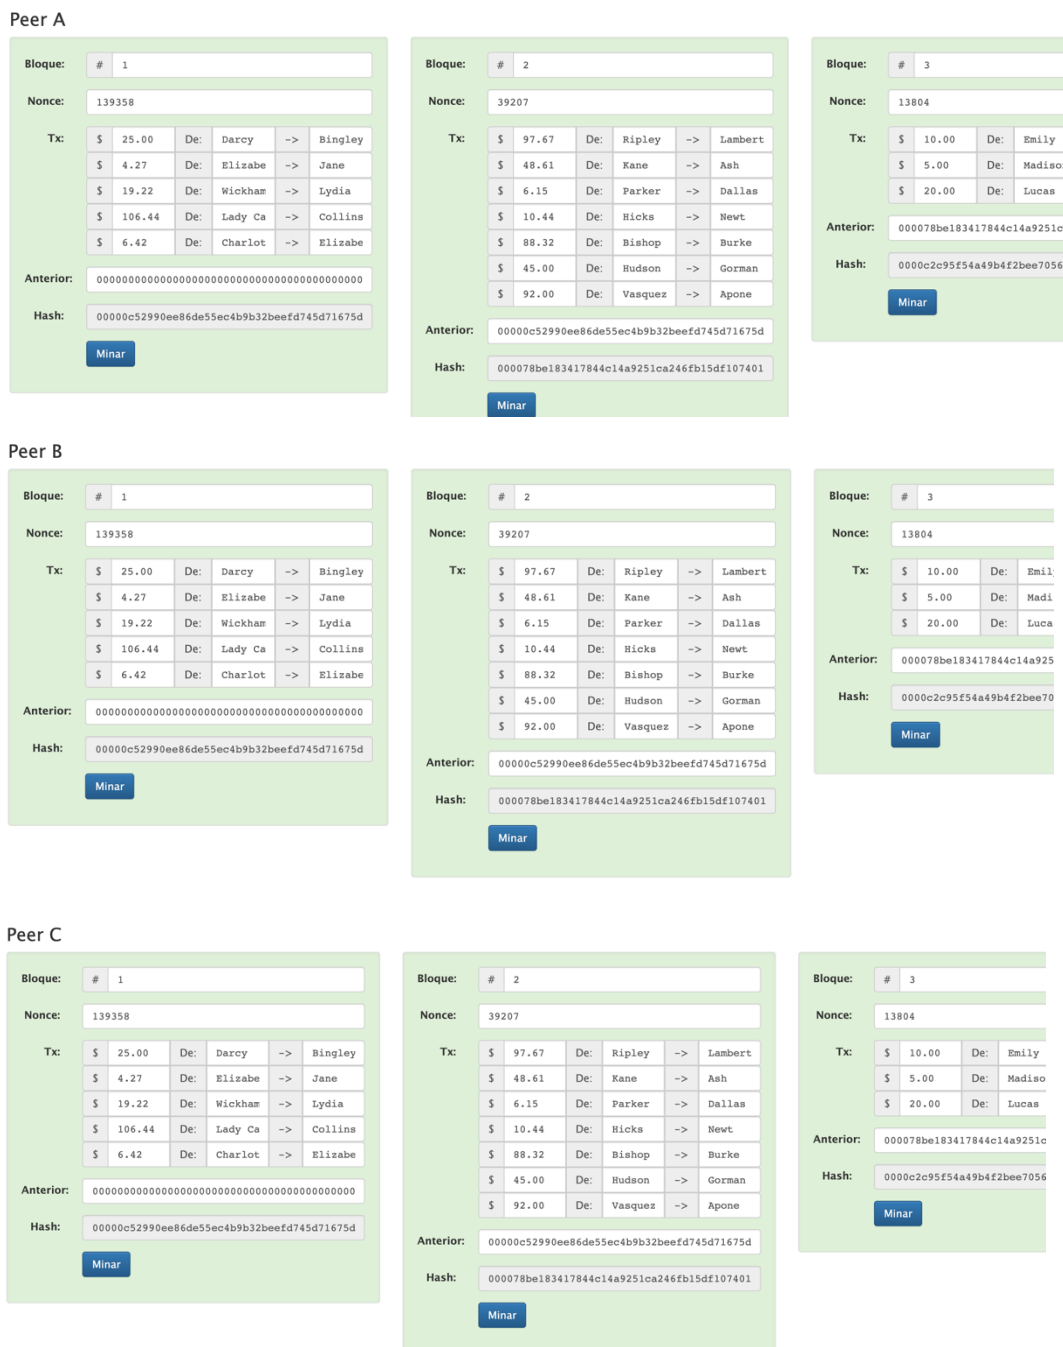 Peer A
Bloque: # 1
Nonce: 139358
Tx: $ 25.00 De: Darcy -> Bingley
$ 4.27 De: Elizabe -> Jane
$ 19.22 De: Wickham -> Lydia
$ 106.44 De: Lady Ca -> Collins
$ 6.42 De: Charlot -> Elizabe
Anterior: 0000000000000000000000000000000000000000
Hash: 00000c52990ee86de55ec4b9b32beefd745d71675d
Minar
Bloque: # 2
Nonce: 39207
Tx: $ 97.67 De: Ripley -> Lambert
$ 48.61 De: Kane -> Ash
$ 6.15 De: Parker -> Dallas
$ 10.44 De: Hicks -> Newt
$ 88.32 De: Bishop -> Burke
$ 45.00 De: Hudson -> Gorman
$ 92.00 De: Vasquez -> Apone
Anterior: 00000c52990ee86de55ec4b9b32beefd745d71675d
Hash: 000078be183417844c14a9251ca246fb15df107401
Minar
Bloque: # 3
Nonce: 13804
Tx: $ 10.00 De: Emily
$ 5.00 De: Madiso
$ 20.00 De: Lucas
Anterior: 000078be183417844c14a9251c
Hash: 0000c2c95f54a49b4f2bee7056
Minar
Peer B
Bloque: # 1
Nonce: 139358
Tx: $ 25.00 De: Darcy -> Bingley
$ 4.27 De: Elizabe -> Jane
$ 19.22 De: Wickham -> Lydia
$ 106.44 De: Lady Ca -> Collins
$ 6.42 De: Charlot -> Elizabe
Anterior: 0000000000000000000000000000000000000000
Hash: 00000c52990ee86de55ec4b9b32beefd745d71675d
Minar
Bloque: # 2
Nonce: 39207
Tx: $ 97.67 De: Ripley -> Lambert
$ 48.61 De: Kane -> Ash
$ 6.15 De: Parker -> Dallas
$ 10.44 De: Hicks -> Newt
$ 88.32 De: Bishop -> Burke
$ 45.00 De: Hudson -> Gorman
$ 92.00 De: Vasquez -> Apone
Anterior: 00000c52990ee86de55ec4b9b32beefd745d71675d
Hash: 000078be183417844c14a9251ca246fb15df107401
Minar
Bloque: # 3
Nonce: 13804
Tx: $ 10.00 De: Emil
$ 5.00 De: Madi
$ 20.00 De: Luca
Anterior: 000078be183417844c14a925
Hash: 0000c2c95f54a49b4f2bee70
Minar
Peer C
Bloque: # 1
Nonce: 139358
Tx: $ 25.00 De: Darcy -> Bingley
$ 4.27 De: Elizabe -> Jane
$ 19.22 De: Wickham -> Lydia
$ 106.44 De: Lady Ca -> Collins
$ 6.42 De: Charlot -> Elizabe
Anterior: 0000000000000000000000000000000000000000
Hash: 00000c52990ee86de55ec4b9b32beefd745d71675d
Minar
Bloque: # 2
Nonce: 39207
Tx: $ 97.67 De: Ripley -> Lambert
$ 48.61 De: Kane -> Ash
$ 6.15 De: Parker -> Dallas
$ 10.44 De: Hicks -> Newt
$ 88.32 De: Bishop -> Burke
$ 45.00 De: Hudson -> Gorman
$ 92.00 De: Vasquez -> Apone
Anterior: 00000c52990ee86de55ec4b9b32beefd745d71675d
Hash: 000078be183417844c14a9251ca246fb15df107401
Minar
Bloque: # 3
Nonce: 13804
Tx: $ 10.00 De: Emily
$ 5.00 De: Madiso
$ 20.00 De: Lucas
Anterior: 000078be183417844c14a9251c
Hash: 0000c2c95f54a49b4f2bee7056
Minar